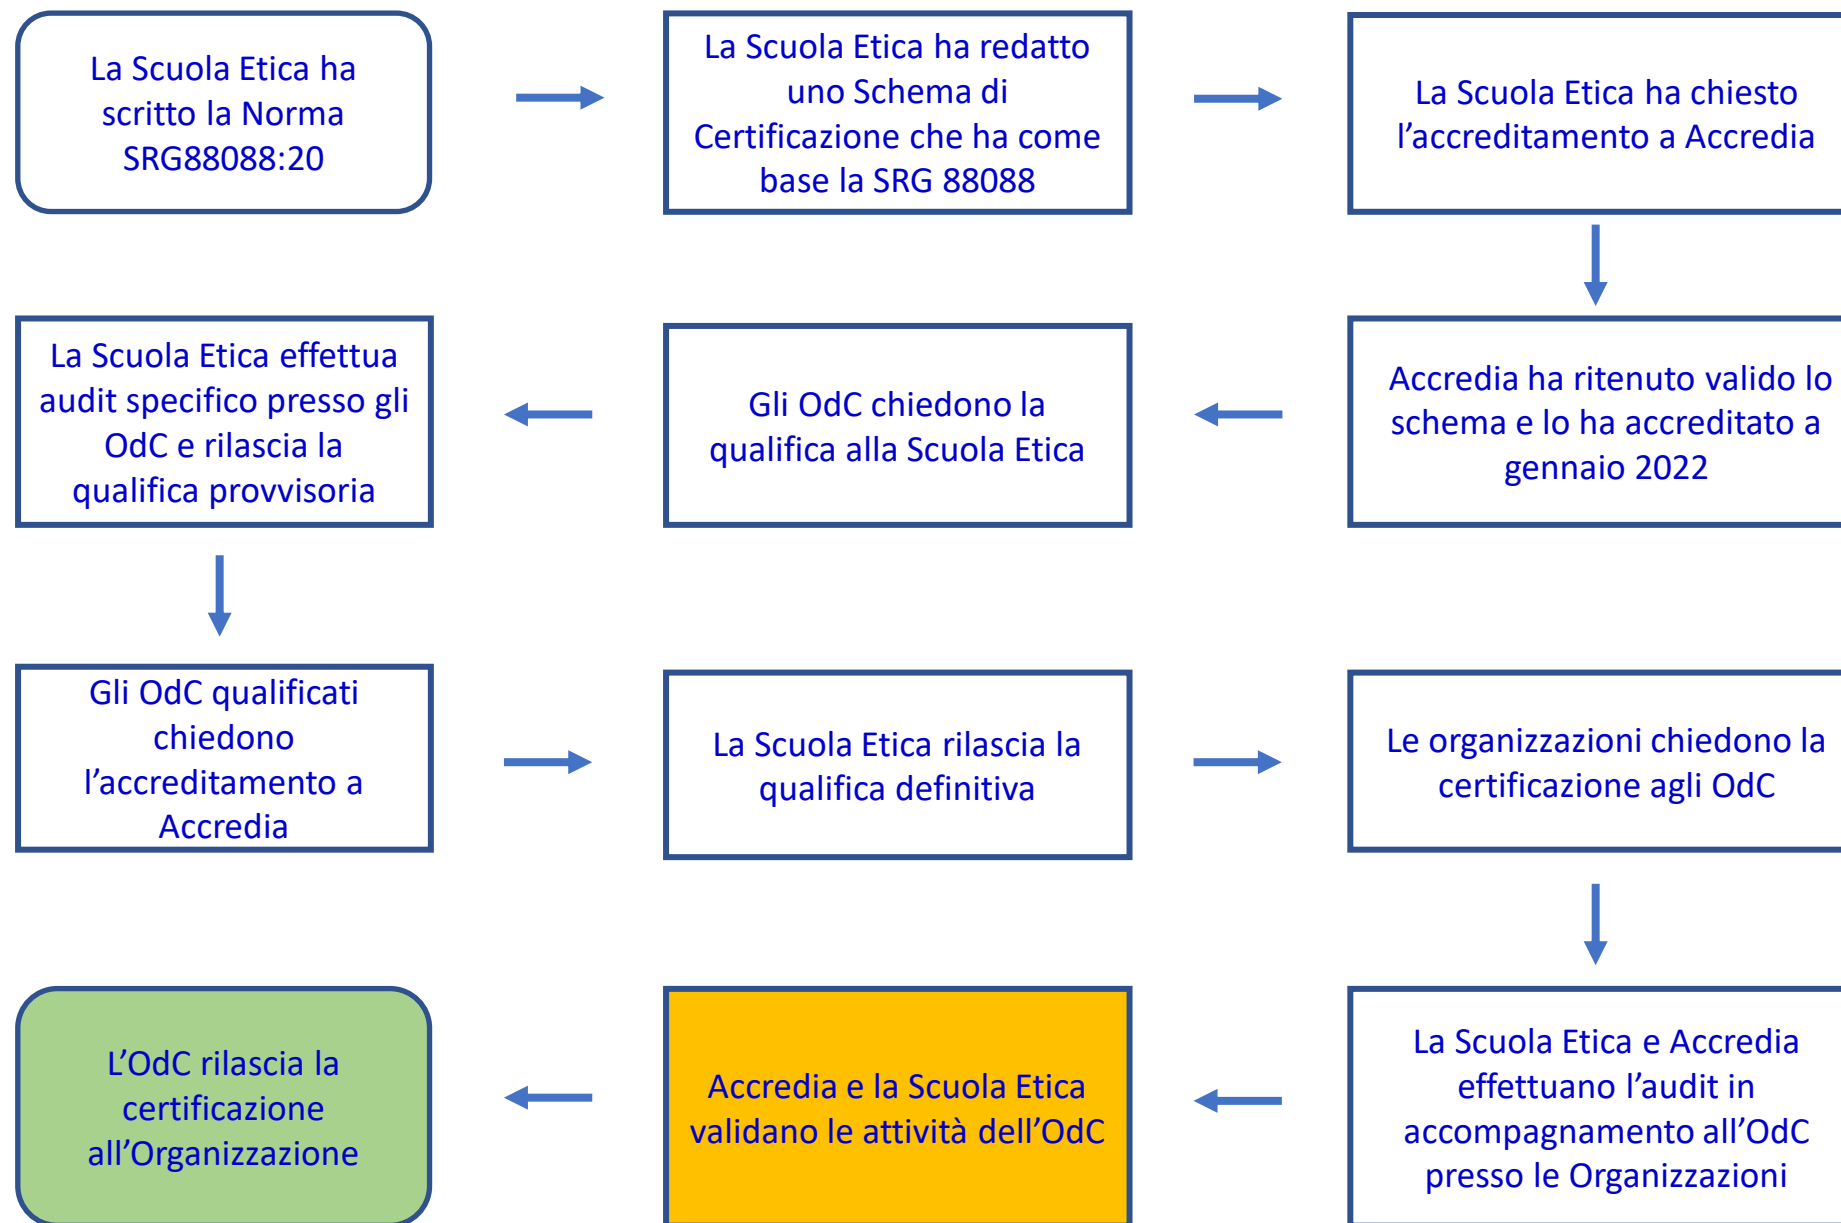 La Scuola Etica ha
scritto la Norma
SRG88088:20
La Scuola Etica ha redatto
uno Schema di
Certificazione che ha come
base la SRG 88088
La Scuola Etica ha chiesto
l’accreditamento a Accredia
Accredia ha ritenuto valido lo
schema e lo ha accreditato a
gennaio 2022
Gli OdC chiedono la
qualifica alla Scuola Etica
La Scuola Etica effettua
audit specifico presso gli
OdC e rilascia la
qualifica provvisoria
Gli OdC qualificati
chiedono
l’accreditamento a
Accredia
La Scuola Etica rilascia la
qualifica definitiva
Le organizzazioni chiedono la
certificazione agli OdC
La Scuola Etica e Accredia
effettuano l’audit in
accompagnamento all’OdC
presso le Organizzazioni
Accredia e la Scuola Etica
validano le attività dell’OdC
L’OdC rilascia la
certificazione
all’Organizzazione